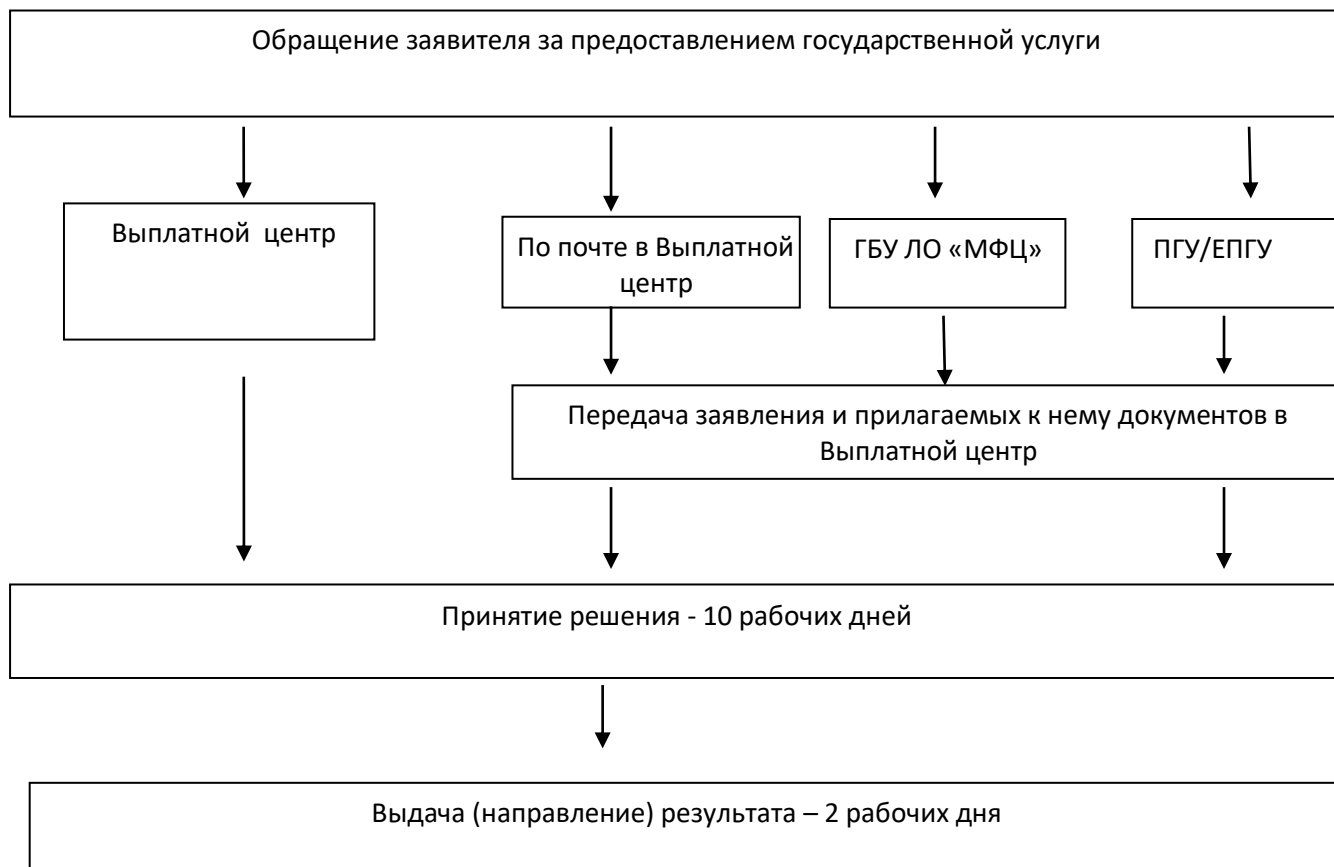 Обращение заявителя за предоставлением государственной услуги
Выплатной центр
По почте в Выплатной
центр
ГБУ ЛО «МФЦ»
ПГУ/ЕПГУ
Передача заявления и прилагаемых к нему документов в
Выплатной центр
Принятие решения - 10 рабочих дней
Выдача (направление) результата – 2 рабочих дня